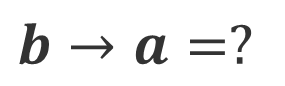 b → a =?